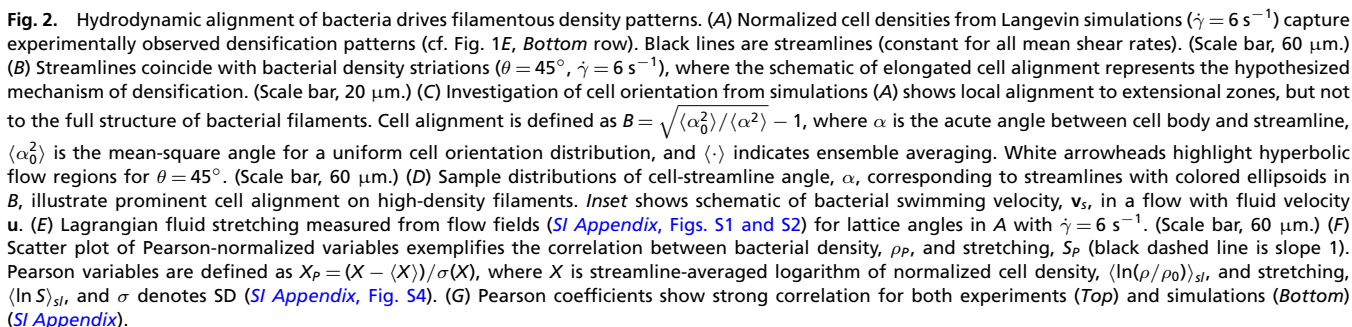 Fig. 2. Hydrodynamic alignment of bacteria drives filamentous density patterns. (A) Normalized cell densities from Langevin simulations (γ̇ = 6 s⁻¹) capture
experimentally observed densification patterns (cf. Fig. 1E, Bottom row). Black lines are streamlines (constant for all mean shear rates). (Scale bar, 60 μm.)
(B) Streamlines coincide with bacterial density striations (θ = 45°, γ̇ = 6 s⁻¹), where the schematic of elongated cell alignment represents the hypothesized
mechanism of densification. (Scale bar, 20 μm.) (C) Investigation of cell orientation from simulations (A) shows local alignment to extensional zones, but not
to the full structure of bacterial filaments. Cell alignment is defined as B = √⟨α₀²⟩/⟨α²⟩ − 1, where α is the acute angle between cell body and streamline,
⟨α₀²⟩ is the mean-square angle for a uniform cell orientation distribution, and ⟨·⟩ indicates ensemble averaging. White arrowheads highlight hyperbolic
flow regions for θ = 45°. (Scale bar, 60 μm.) (D) Sample distributions of cell-streamline angle, α, corresponding to streamlines with colored ellipsoids in
B, illustrate prominent cell alignment on high-density filaments. Inset shows schematic of bacterial swimming velocity, vₛ, in a flow with fluid velocity
u. (E) Lagrangian fluid stretching measured from flow fields (SI Appendix, Figs. S1 and S2) for lattice angles in A with γ̇ = 6 s⁻¹. (Scale bar, 60 μm.) (F)
Scatter plot of Pearson-normalized variables exemplifies the correlation between bacterial density, ρ_P, and stretching, S_P (black dashed line is slope 1).
Pearson variables are defined as X_P = (X − ⟨X⟩)/σ(X), where X is streamline-averaged logarithm of normalized cell density, ⟨ln(ρ/ρ₀)⟩_sl, and stretching,
⟨ln S⟩_sl, and σ denotes SD (SI Appendix, Fig. S4). (G) Pearson coefficients show strong correlation for both experiments (Top) and simulations (Bottom)
(SI Appendix).